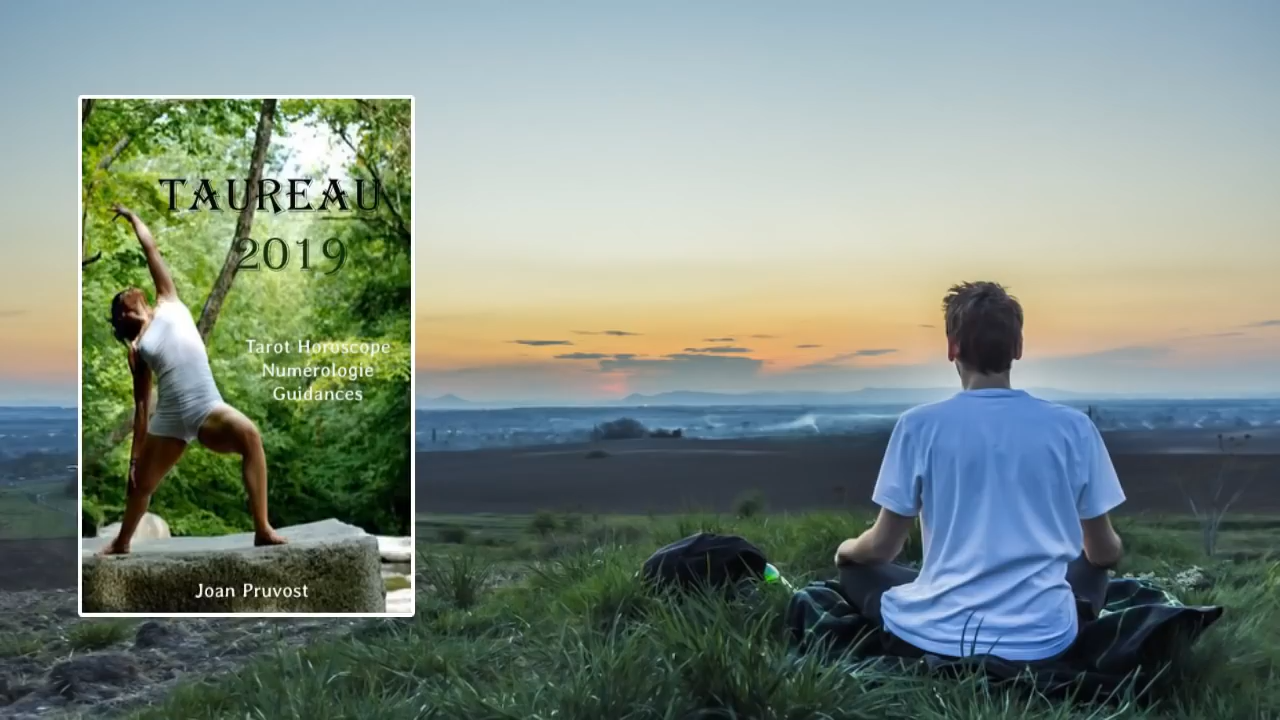 TAUREAU
2019
Tarot Horoscope
Numérologie
Guidances
Joan Pruvost